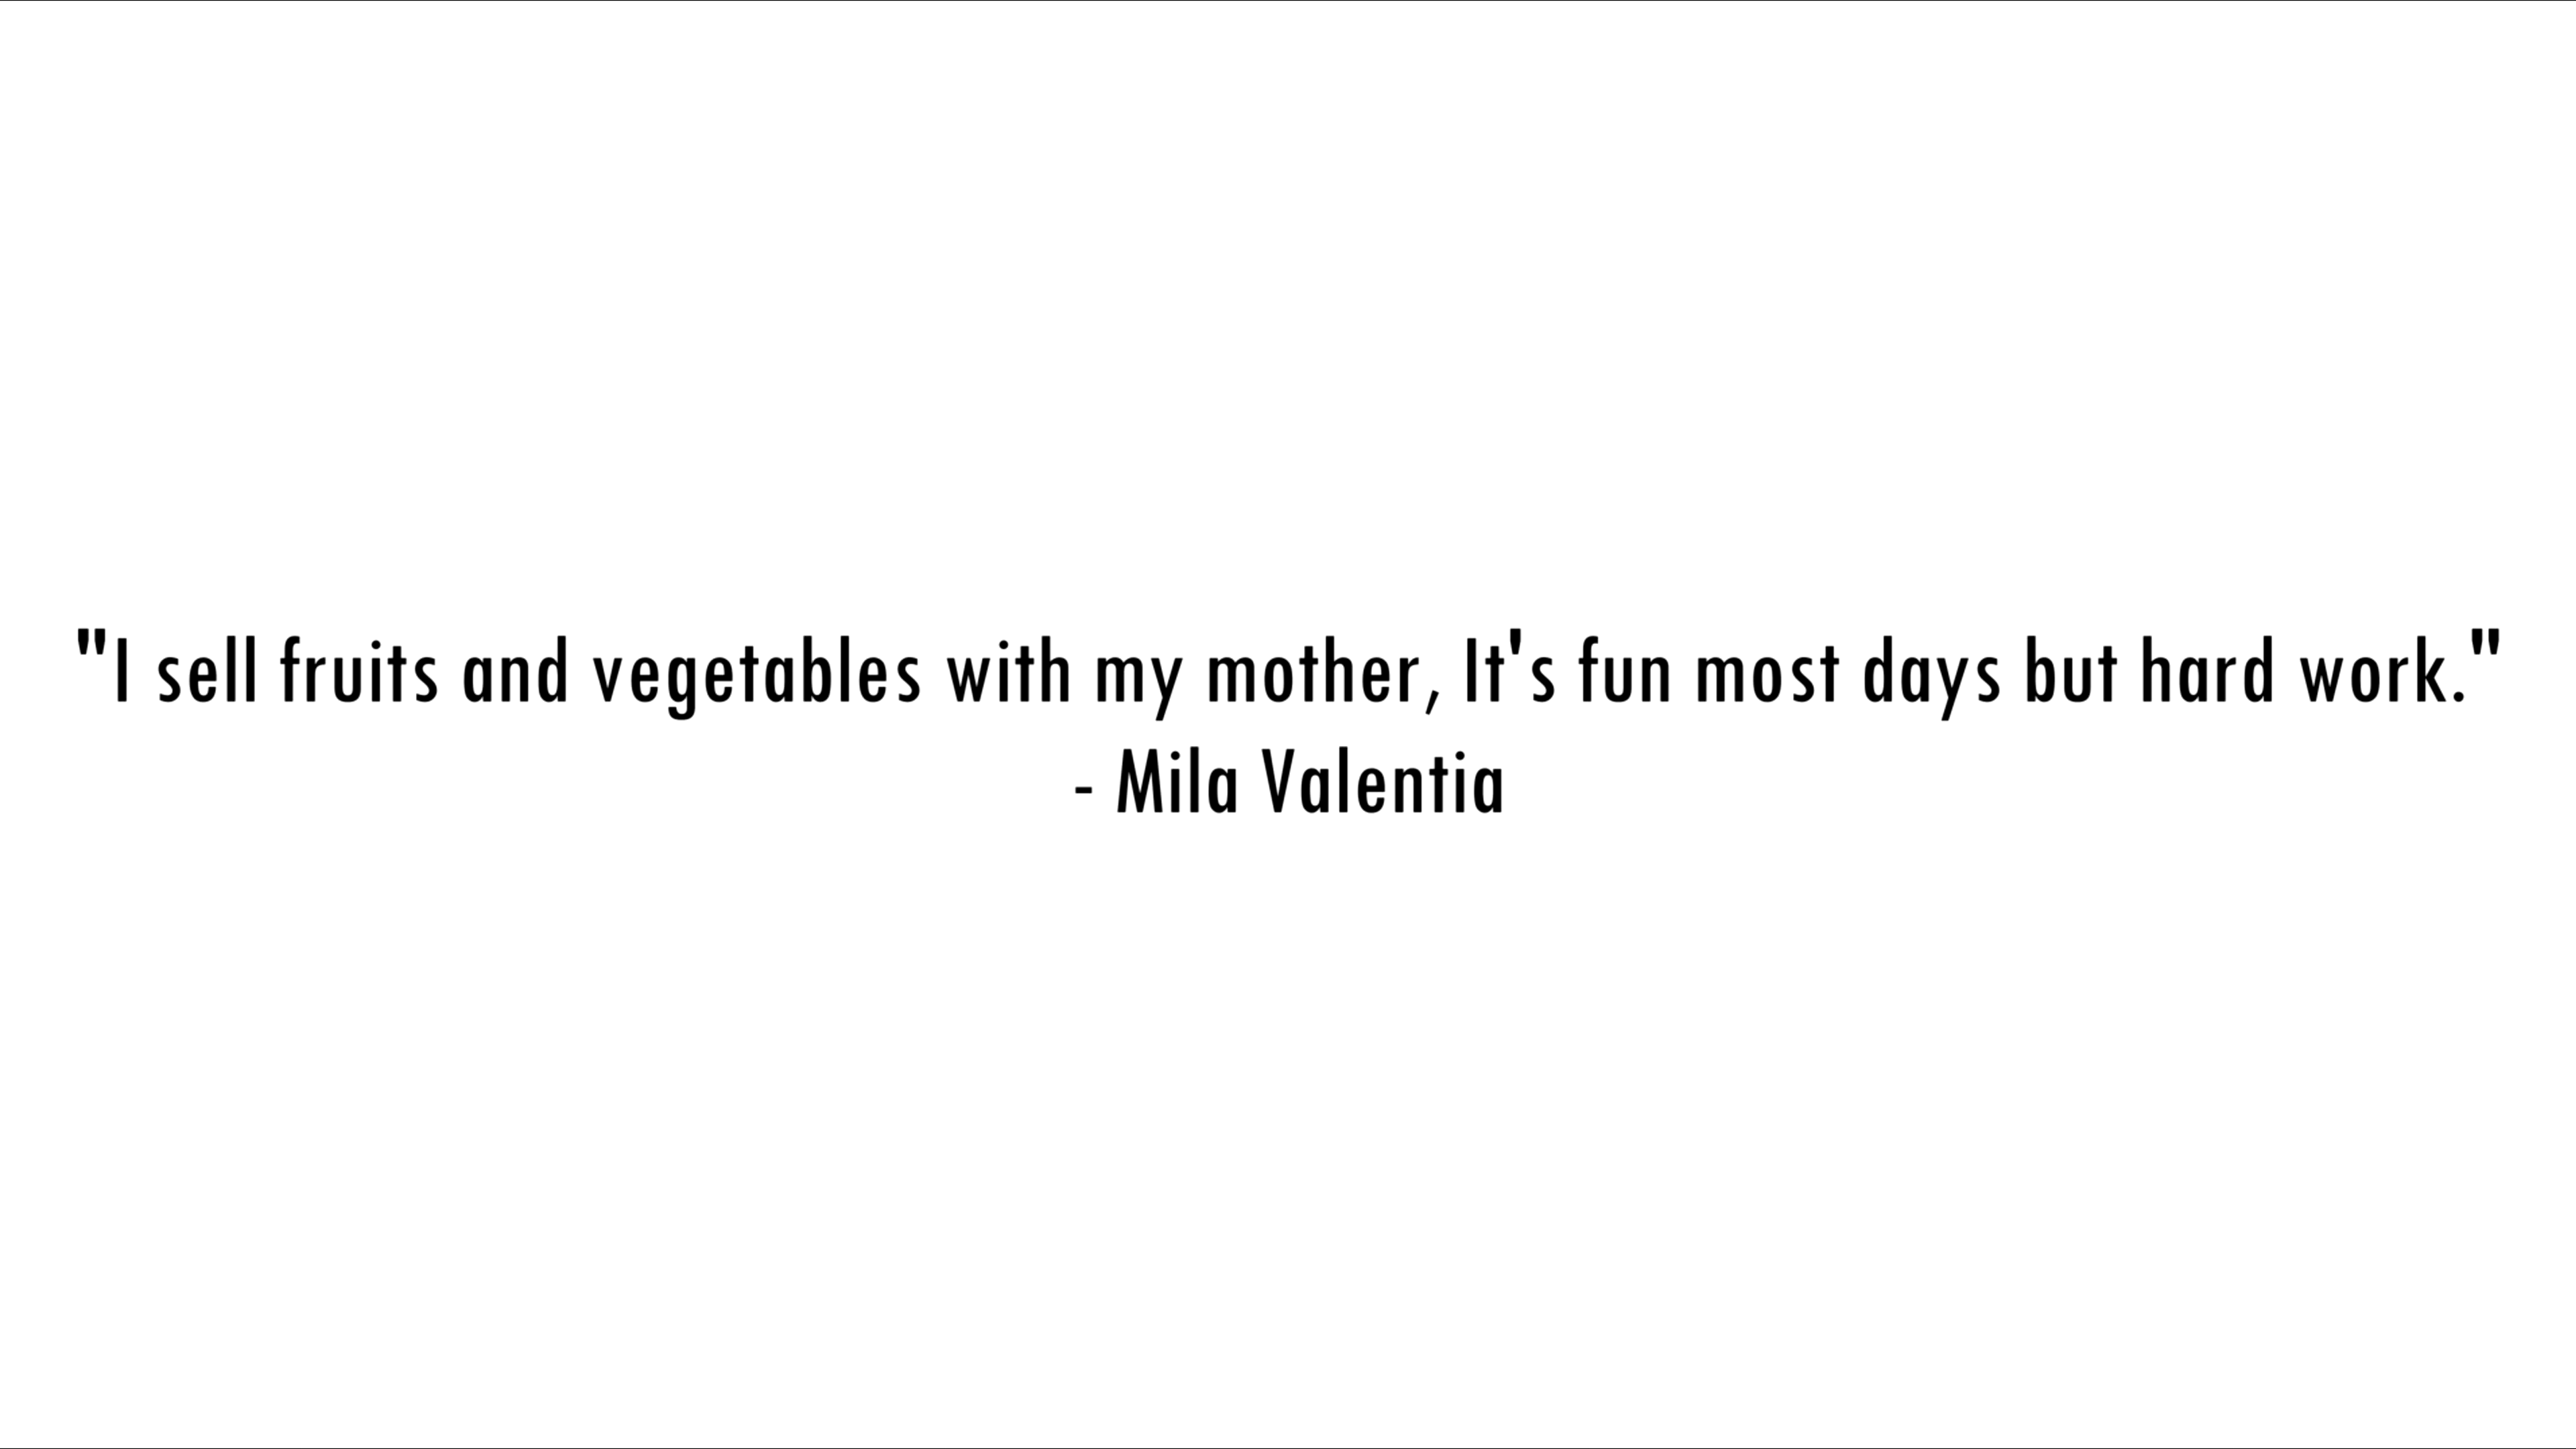 "I sell fruits and vegetables with my mother, It's fun most days but hard work."
- Mila Valentia